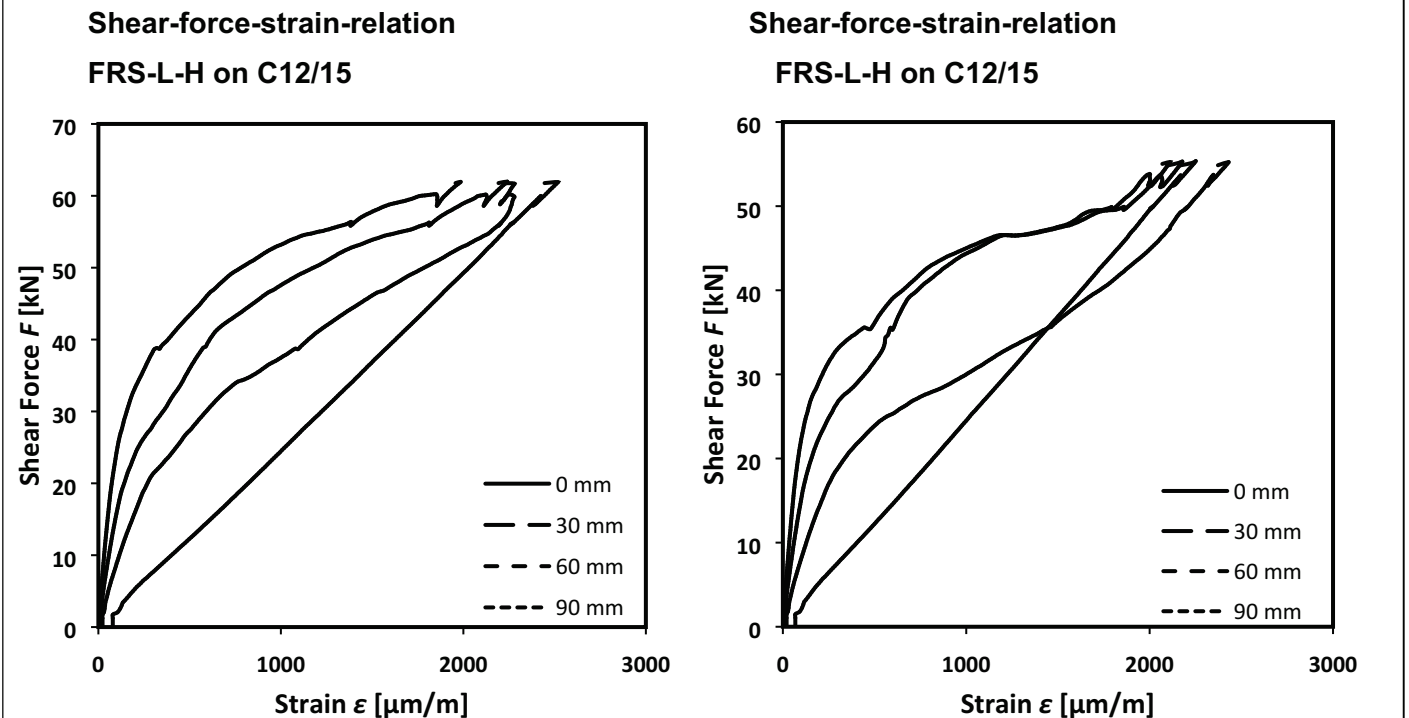 Shear-force-strain-relation
FRS-L-H on C12/15
70
60
50
40
30
20
10
0
Shear Force F [kN]
0 mm
30 mm
60 mm
90 mm
0 1000 2000 3000
Strain ε [µm/m]
Shear-force-strain-relation
FRS-L-H on C12/15
60
50
40
30
20
10
0
Shear Force F [kN]
0 mm
30 mm
60 mm
90 mm
0 1000 2000 3000
Strain ε [µm/m]